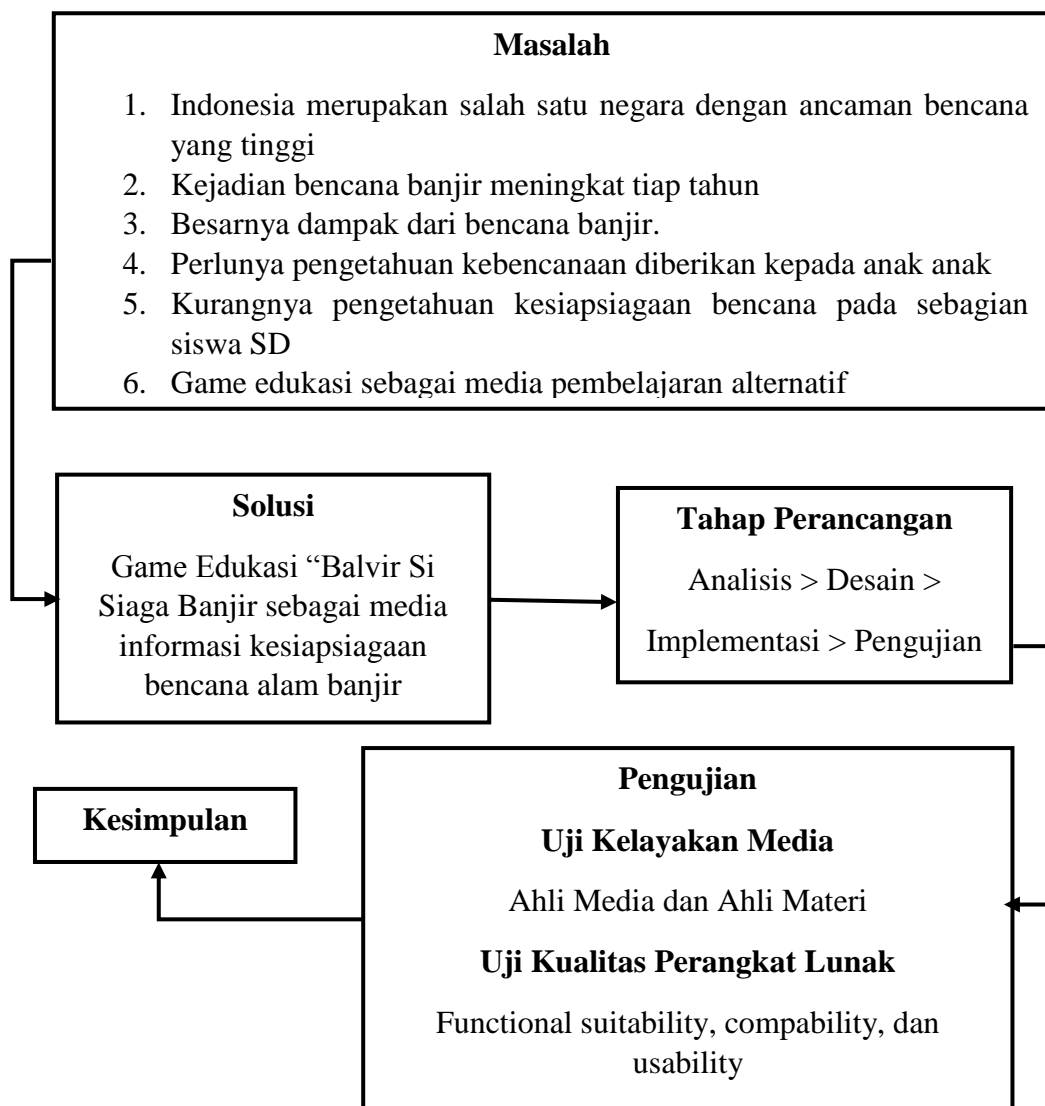 Masalah
1. Indonesia merupakan salah satu negara dengan ancaman bencana
yang tinggi
2. Kejadian bencana banjir meningkat tiap tahun
3. Besarnya dampak dari bencana banjir.
4. Perlunya pengetahuan kebencanaan diberikan kepada anak anak
5. Kurangnya pengetahuan kesiapsiagaan bencana pada sebagian
siswa SD
6. Game edukasi sebagai media pembelajaran alternatif
Solusi
Game Edukasi “Balvir Si
Siaga Banjir sebagai media
informasi kesiapsiagaan
bencana alam banjir
Tahap Perancangan
Analisis > Desain >
Implementasi > Pengujian
Pengujian
Uji Kelayakan Media
Ahli Media dan Ahli Materi
Uji Kualitas Perangkat Lunak
Functional suitability, compability, dan
usability
Kesimpulan